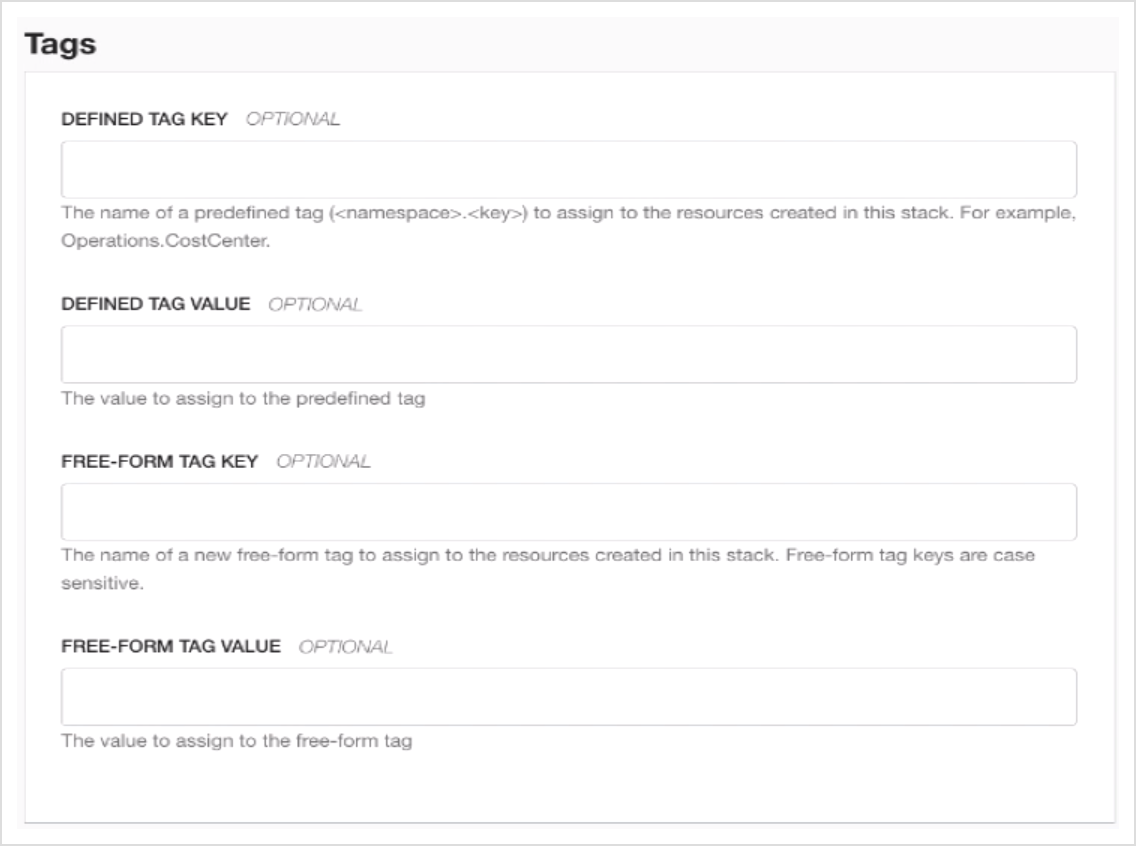 Tags
DEFINED TAG KEY OPTIONAL
The name of a predefined tag (<namespace>.<key>) to assign to the resources created in this stack. For example,
Operations.CostCenter.
DEFINED TAG VALUE OPTIONAL
The value to assign to the predefined tag
FREE-FORM TAG KEY OPTIONAL
The name of a new free-form tag to assign to the resources created in this stack. Free-form tag keys are case
sensitive.
FREE-FORM TAG VALUE OPTIONAL
The value to assign to the free-form tag